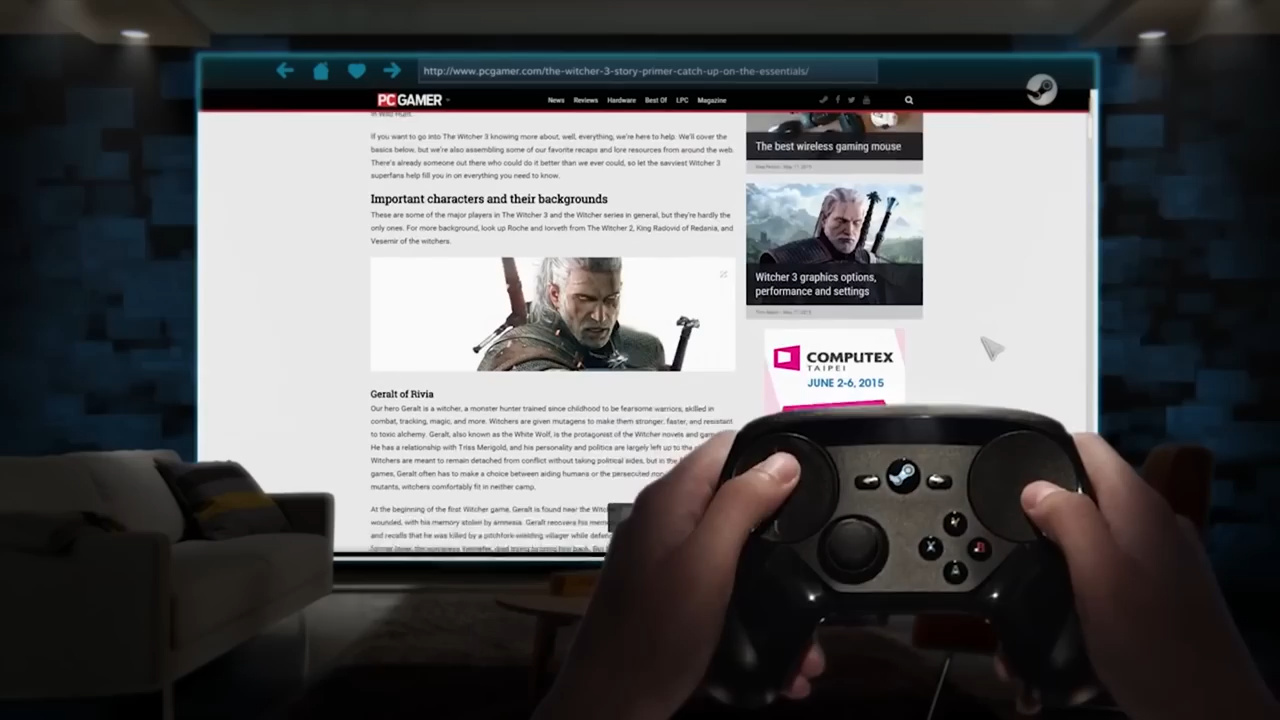 http://www.pcgamer.com/the-witcher-3-story-primer-catch-up-on-the-essentials/
PC GAMER
News Reviews Hardware Best Of LPC Magazine
in Wild Hunt.
If you want to go into The Witcher 3 knowing more about, well, everything, we're here to help. We'll cover the
basics below, but we're also assembling some of our favorite recaps and lore resources from around the web.
There's already someone out there who could do it better than we ever could, so let the savviest Witcher 3
superfans help fill you in on everything you need to know.
Important characters and their backgrounds
These are some of the major players in The Witcher 3 and the Witcher series in general, but they're hardly the
only ones. For more background, look up Roche and Iorveth from The Witcher 2, King Radovid of Redania, and
Vesemir of the witchers.
Geralt of Rivia
Our hero Geralt is a witcher, a monster hunter trained since childhood to be fearsome warriors, skilled in
combat, tracking, magic, and more. Witchers are given mutagens to make them stronger, faster, and resistant
to toxic alchemy. Geralt, also known as the White Wolf, is the protagonist of the Witcher novels and
He has a relationship with Triss Merigold, and his personality and politics are largely left up to the
Witchers are meant to remain detached from conflict without taking political sides, but in the
games, Geralt often has to make a choice between aiding humans or the persecuted
mutants, witchers comfortably fit in neither camp.
At the beginning of the first Witcher game, Geralt is found near the
wounded, with his memory stolen by amnesia. Geralt recovers his
and recalls that he was killed by a pitchfork-wielding villager while
The best wireless gaming mouse
Witcher 3 graphics options,
performance and settings
COMPUTEX
TAIPEI
JUNE 2-6, 2015
Y
X
B
A